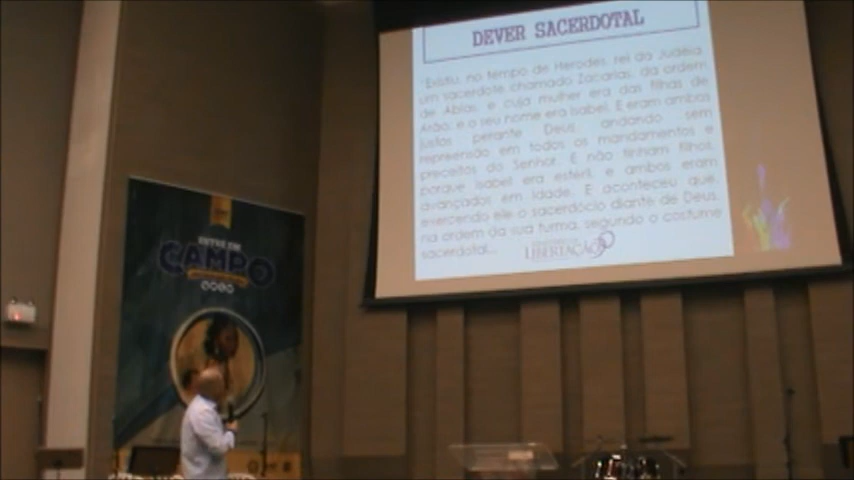 DEVER SACERDOTAL
Existiu, no tempo de Herodes, rei da Judéia
um sacerdote chamado Zacarias, da ordem
de Abias, e cuja mulher era das filhas de
Arão; e o seu nome era Isabel. E eram ambos
justos perante Deus, andando sem
repreensão em todos os mandamentos e
preceitos do Senhor. E não tinham filhos,
porque Isabel era estéril, e ambos eram
avançados em idade. E aconteceu que,
exercendo ele o sacerdócio diante de Deus,
na ordem da sua turma, segundo o costume
sacerdotal...
LIBERTAÇÃO
ENTRE EM
CAMPO